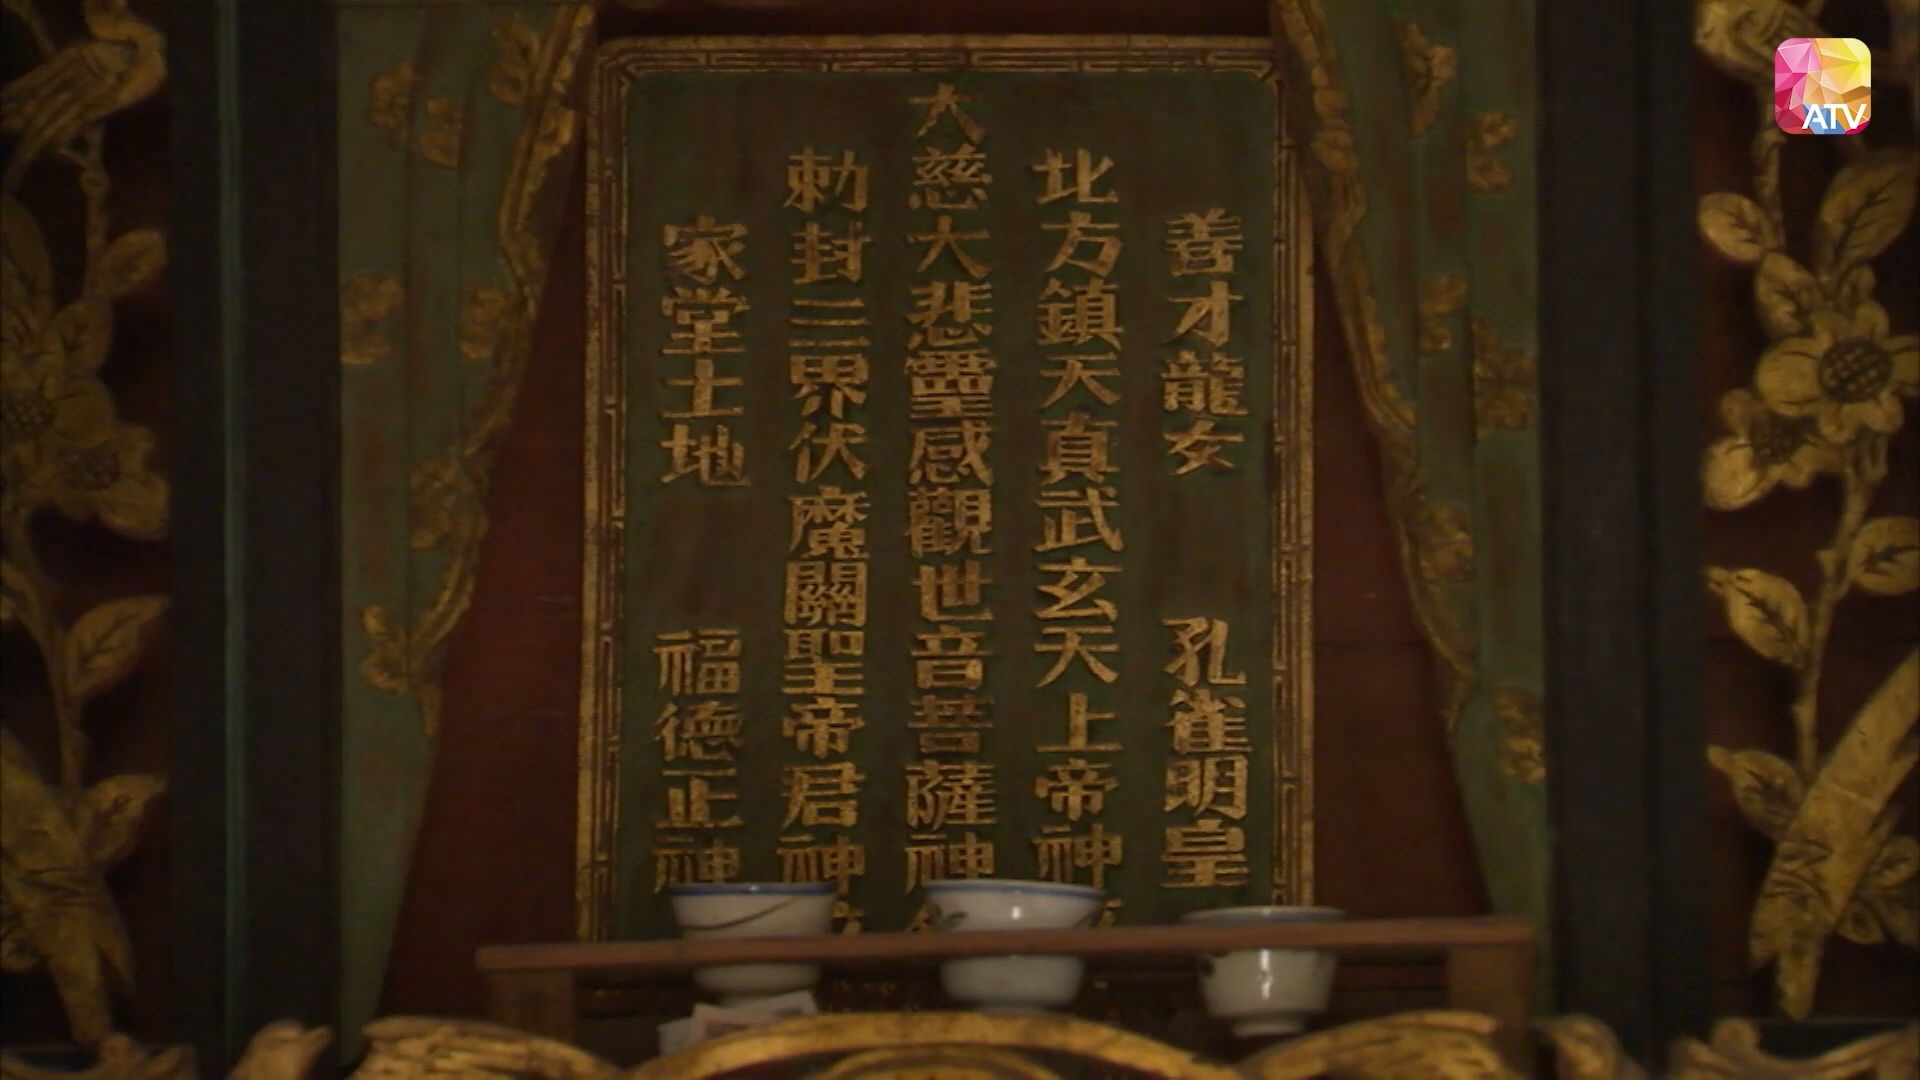 善才龍女 孔雀明皇
北方鎮天真武玄天上帝神
大慈大悲靈感觀世音菩薩神
勅封三界伏魔關聖帝君神
家堂土地 福德正神
ATV